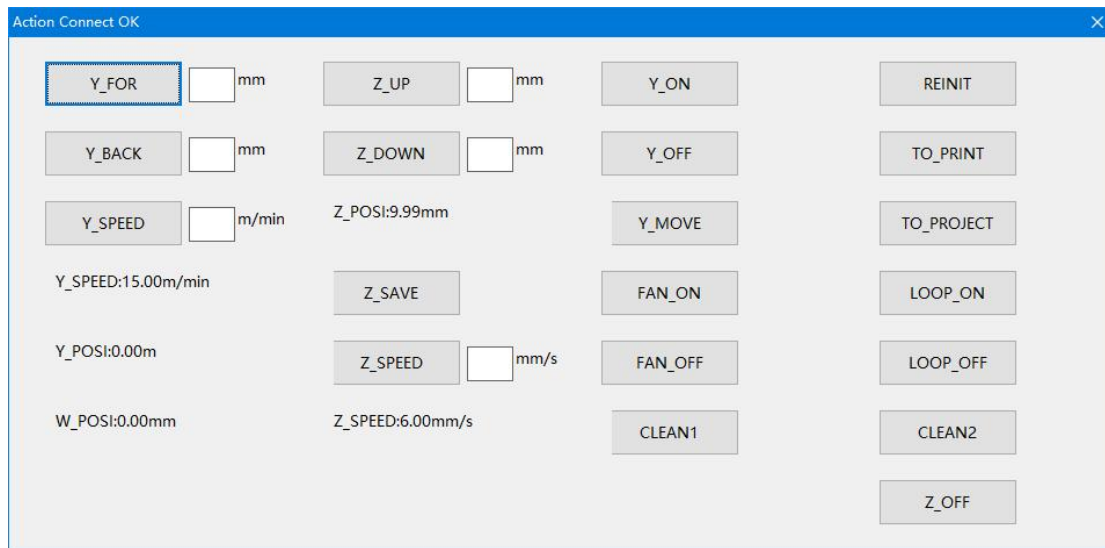 Action Connect OK
Y_FOR mm Z_UP mm Y_ON REINIT
Y_BACK mm Z_DOWN mm Y_OFF TO_PRINT
Y_SPEED m/min Z_POSI:9.99mm Y_MOVE TO_PROJECT
Y_SPEED:15.00m/min Z_SAVE FAN_ON LOOP_ON
Y_POSI:0.00m Z_SPEED mm/s FAN_OFF LOOP_OFF
W_POSI:0.00mm Z_SPEED:6.00mm/s CLEAN1 CLEAN2
Z_OFF